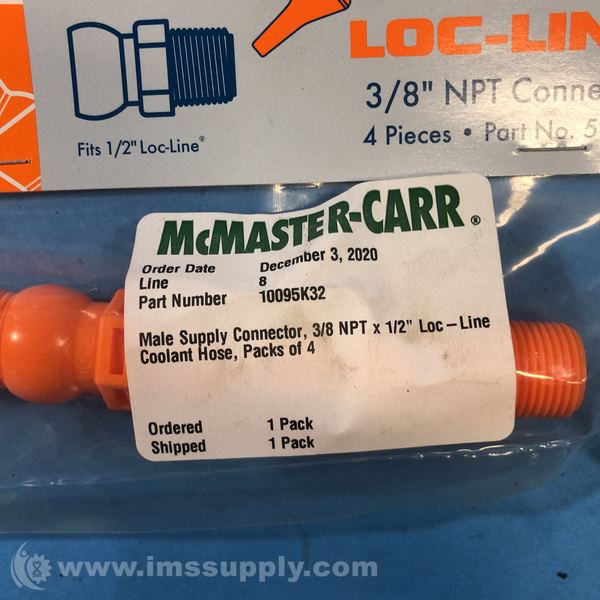 LOC-LIN
3/8" NPT Conne
4 Pieces • Part No. 5
Fits 1/2" Loc-Line®
McMASTER-CARR®
Order Date December 3, 2020
Line 8
Part Number 10095K32
Male Supply Connector, 3/8 NPT x 1/2" Loc-Line
Coolant Hose, Packs of 4
Ordered 1 Pack
Shipped 1 Pack
www.imssupply.com